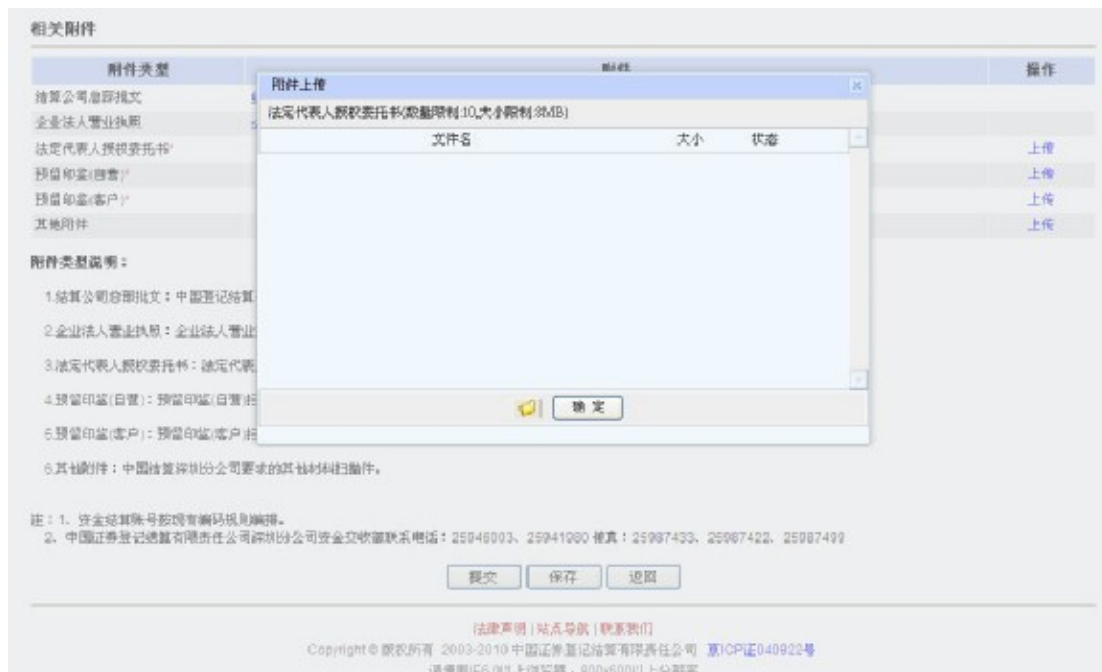 相关附件
附件类型 附件 操作
附件上传
法定代表人授权委托书(数量限制:10,大小限制:8MB)
文件名 大小 状态
结算公司总部批文
企业法人营业执照
法定代表人授权委托书* 上传
预留印鉴(自营)* 上传
预留印鉴(客户)* 上传
其他附件 上传
附件类型说明：
1.结算公司总部批文：中国登记结算
2.企业法人营业执照：企业法人营业
3.法定代表人授权委托书：法定代表
4.预留印鉴(自营)：预留印鉴(自营)扫
5.预留印鉴(客户)：预留印鉴(客户)扫
确 定
6.其他附件：中国结算深圳分公司要求的其他材料扫描件。
注：1、资金结算账号按现有编码规则编排。
2、中国证券登记结算有限责任公司深圳分公司资金交收部联系电话：25946003、25941980 传真：25987433、25987422、25987499
提交 保存 返回
法律声明 | 站点导航 | 联系我们
Copyright © 版权所有 2003-2010 中国证券登记结算有限责任公司 京ICP证040922号